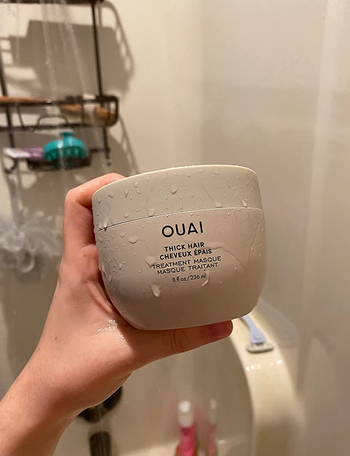 OUAI
THICK HAIR
CHEVEUX ÉPAIS
TREATMENT MASQUE
MASQUE TRAITANT
8 fl oz / 236 ml